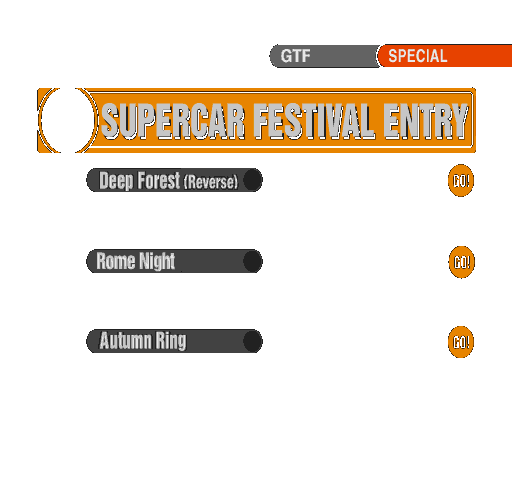 GTF SPECIAL
SUPERCAR FESTIVAL ENTRY
Deep Forest (Reverse) GO!
Rome Night GO!
Autumn Ring GO!